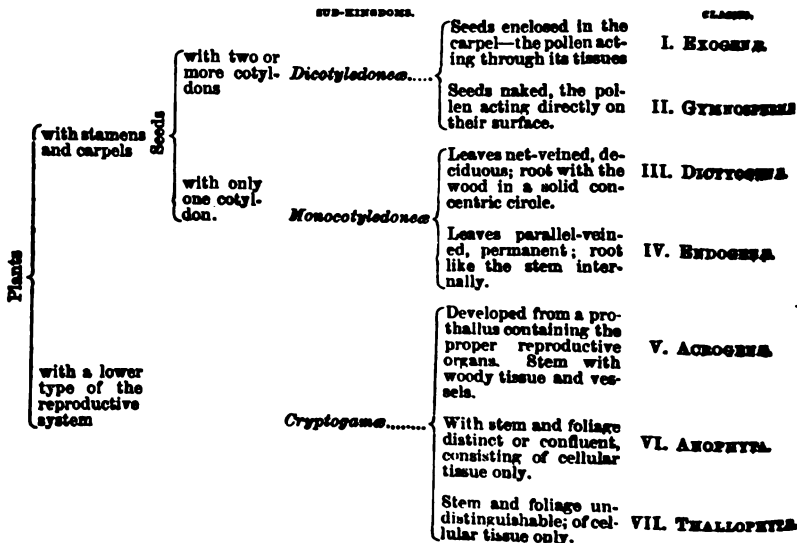 SUB-KINGDOMS.
CLASSES.
Plants
with stamens
and carpels
Seeds
with two or
more cotyl-
dons
Dicotyledoneæ.....
Seeds enclosed in the
carpel—the pollen act-
ing through its tissues
I. EXOGENÆ
Seeds naked, the pol-
len acting directly on
their surface.
II. GYMNOSPERMÆ
with only
one cotyl-
don.
Monocotyledoneæ
Leaves net-veined, de-
ciduous; root with the
wood in a solid con-
centric circle.
III. DICTYOGENÆ
Leaves parallel-vein-
ed, permanent; root
like the stem inter-
nally.
IV. ENDOGENÆ.
with a lower
type of the
reproductive
system
Cryptogamæ........
Developed from a pro-
thallus containing the
proper reproductive
organs. Stem with
woody tissue and ves-
sels.
V. ACROGENÆ
With stem and foliage
distinct or confluent,
consisting of cellular
tissue only.
VI. ANOPHYTA.
Stem and foliage un-
distinguishable; of cel-
lular tissue only.
VII. THALLOPHYTA